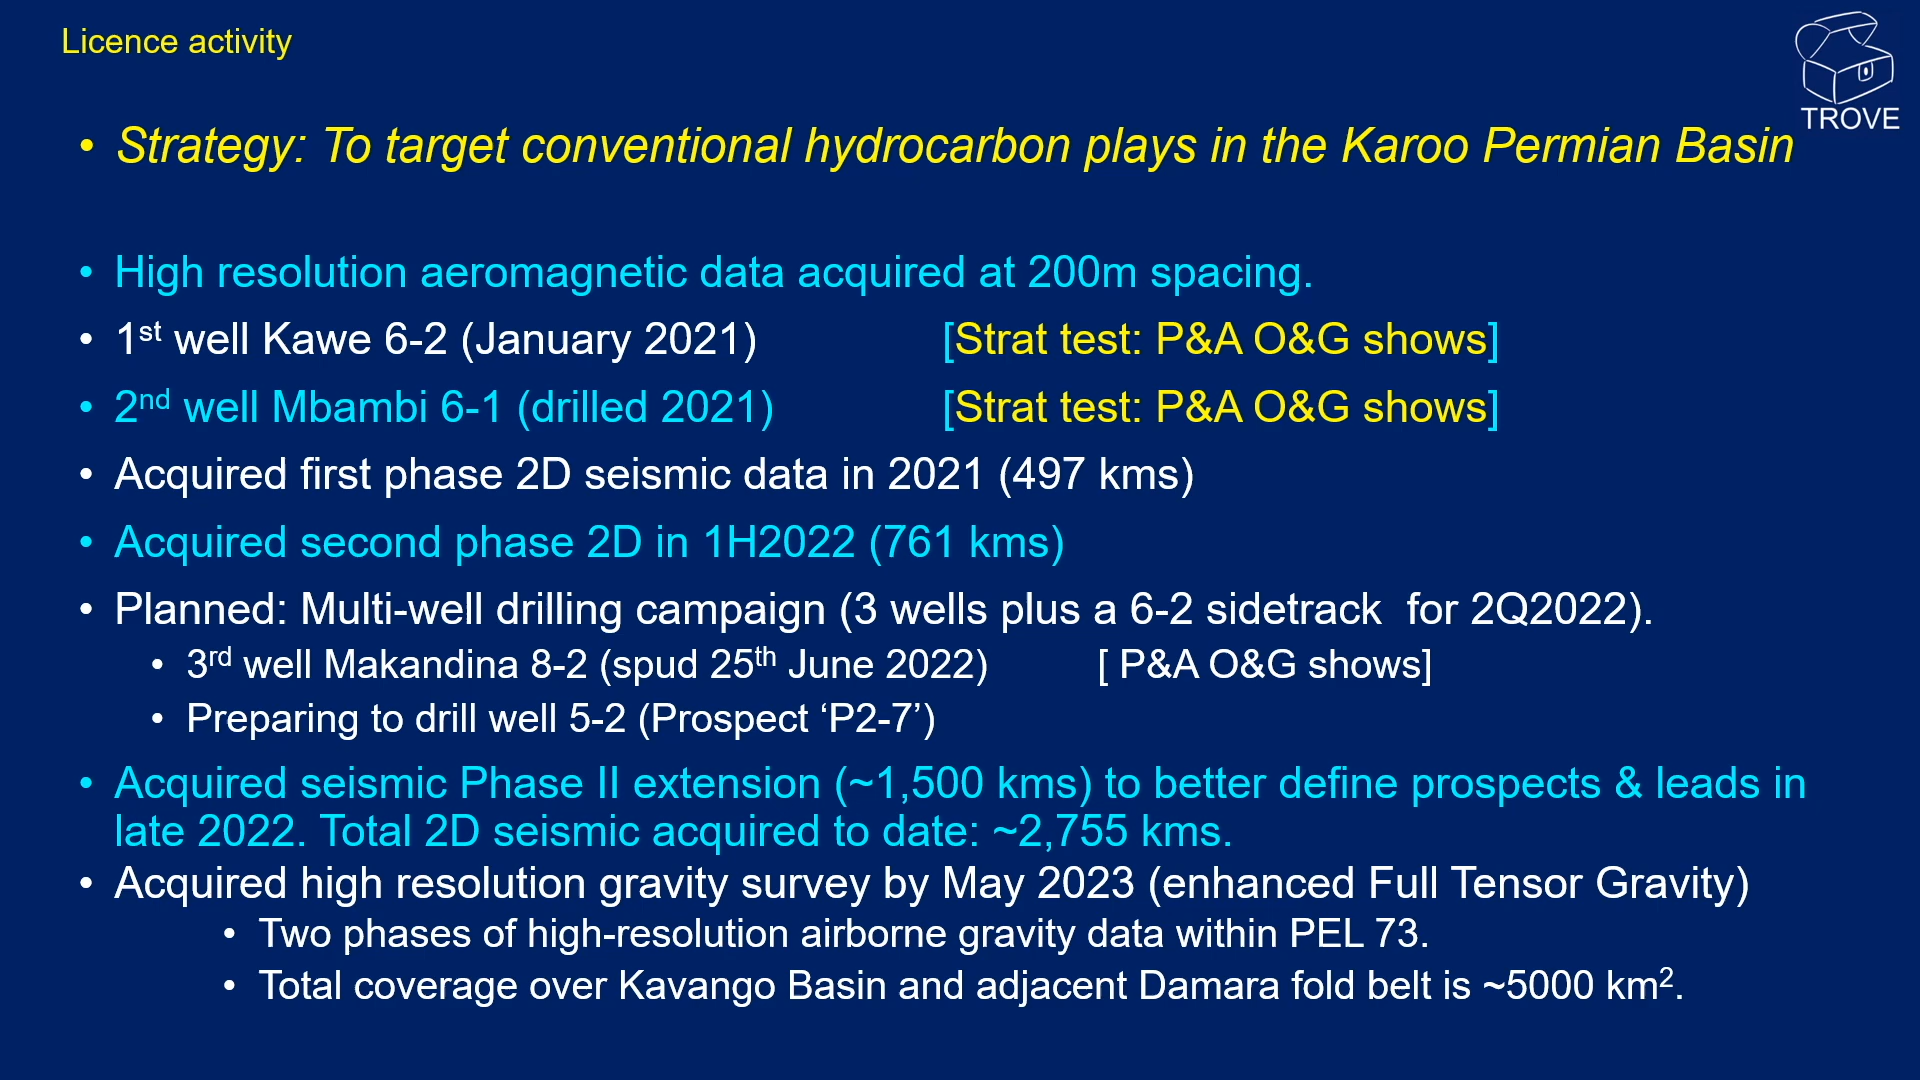 Licence activity
TROVE
• Strategy: To target conventional hydrocarbon plays in the Karoo Permian Basin
• High resolution aeromagnetic data acquired at 200m spacing.
• 1st well Kawe 6-2 (January 2021) [Strat test: P&A O&G shows]
• 2nd well Mbambi 6-1 (drilled 2021) [Strat test: P&A O&G shows]
• Acquired first phase 2D seismic data in 2021 (497 kms)
• Acquired second phase 2D in 1H2022 (761 kms)
• Planned: Multi-well drilling campaign (3 wells plus a 6-2 sidetrack for 2Q2022).
• 3rd well Makandina 8-2 (spud 25th June 2022) [ P&A O&G shows]
• Preparing to drill well 5-2 (Prospect ‘P2-7’)
• Acquired seismic Phase II extension (~1,500 kms) to better define prospects & leads in
late 2022. Total 2D seismic acquired to date: ~2,755 kms.
• Acquired high resolution gravity survey by May 2023 (enhanced Full Tensor Gravity)
• Two phases of high-resolution airborne gravity data within PEL 73.
• Total coverage over Kavango Basin and adjacent Damara fold belt is ~5000 km².